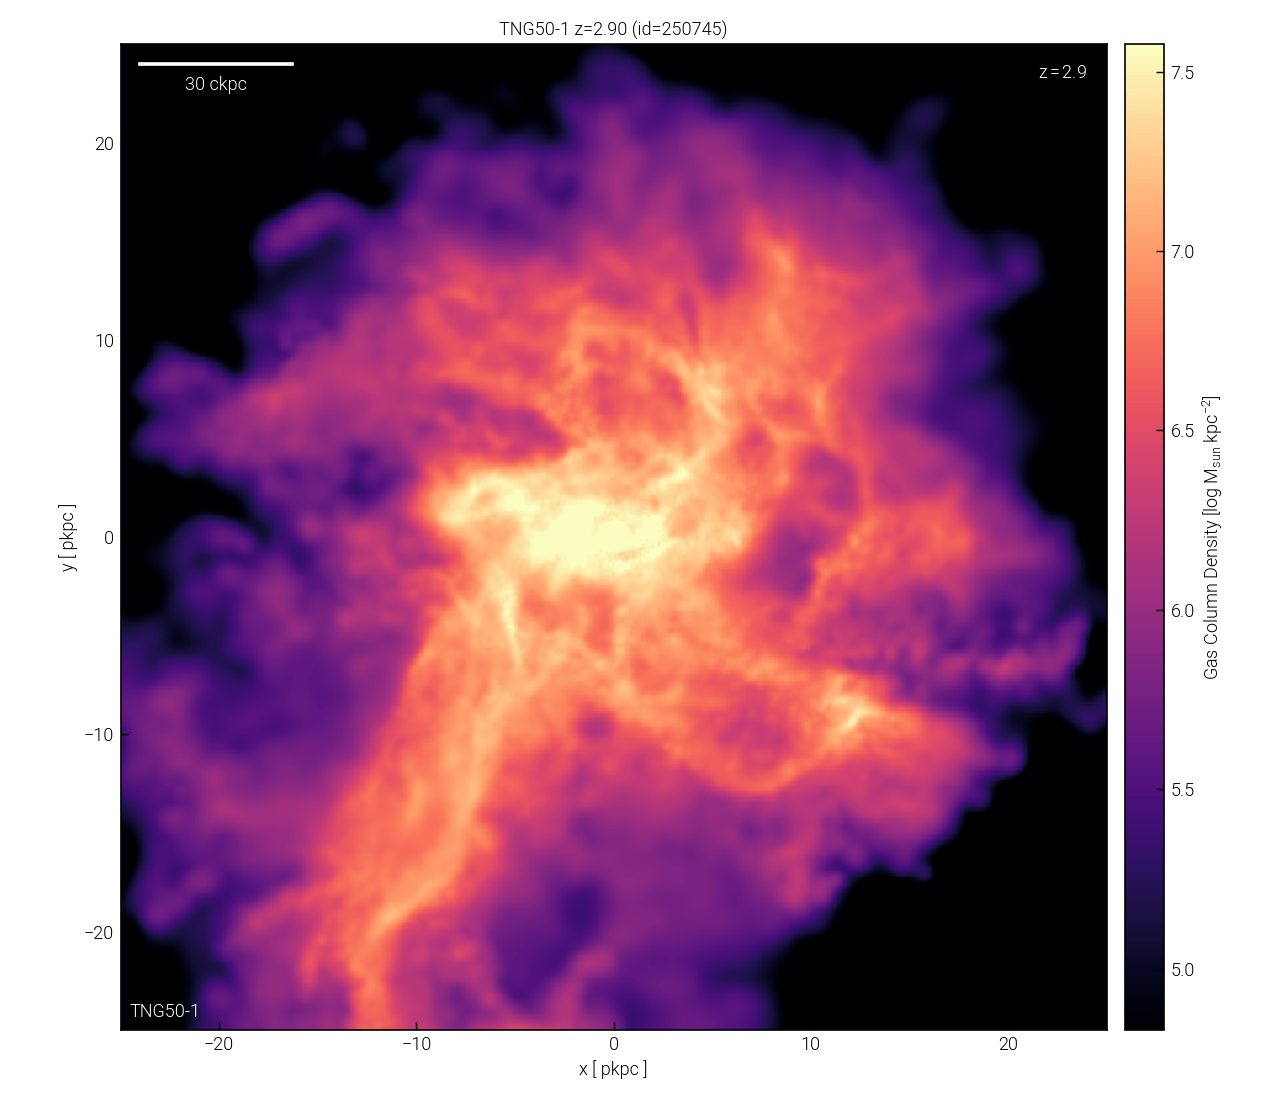 TNG50-1 z=2.90 (id=250745)
30 ckpc
z = 2.9
TNG50-1
y [ pkpc ]
20
10
0
−10
−20
−20
−10
0
10
20
x [ pkpc ]
7.5
7.0
6.5
6.0
5.5
5.0
Gas Column Density [log M_sun kpc^−2]